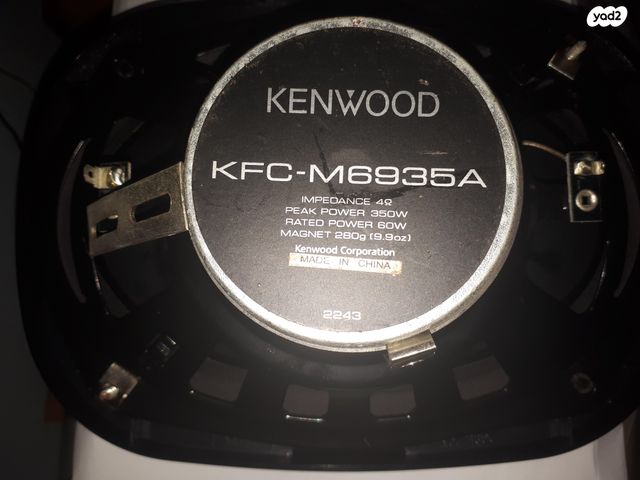 yad2
KENWOOD
KFC-M6935A
IMPEDANCE 4Ω
PEAK POWER 350W
RATED POWER 60W
MAGNET 280g (9.9oz)
Kenwood Corporation
MADE IN CHINA
2243